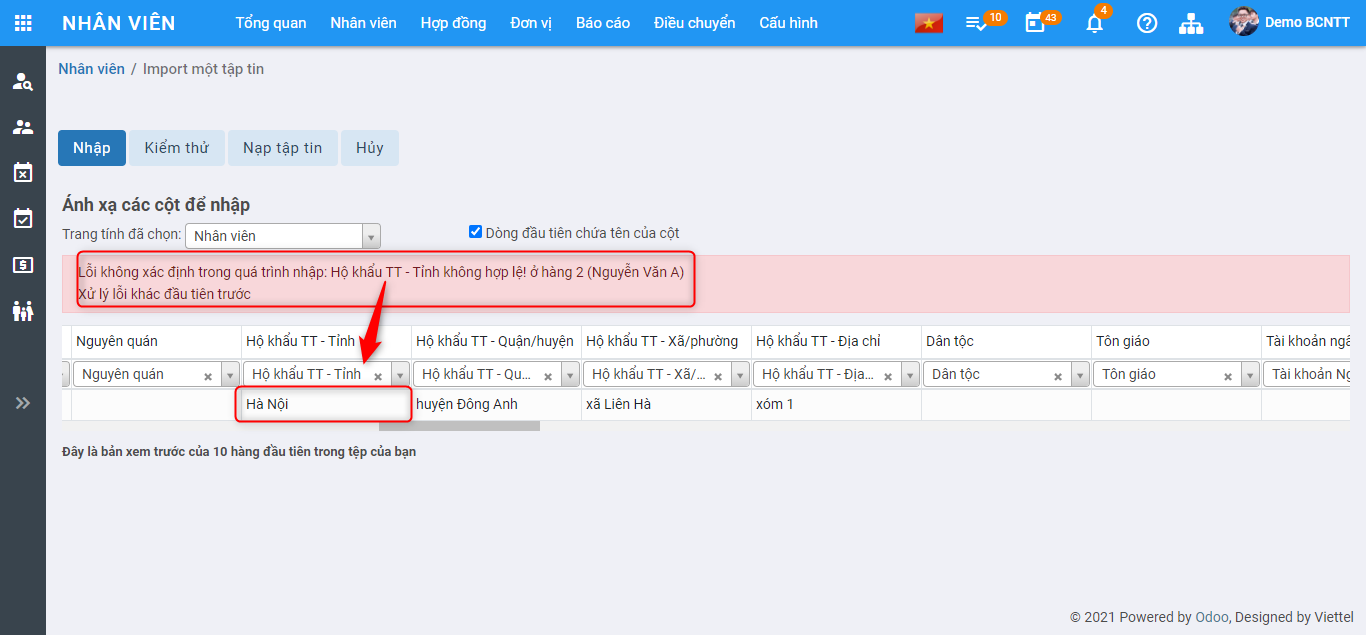 NHÂN VIÊN Tổng quan Nhân viên Hợp đồng Đơn vị Báo cáo Điều chuyển Cấu hình 10 43 4 Demo BCNTT
Nhân viên / Import một tập tin
Nhập Kiểm thử Nạp tập tin Hủy
Ánh xạ các cột để nhập
Trang tính đã chọn: Nhân viên Dòng đầu tiên chứa tên của cột
Lỗi không xác định trong quá trình nhập: Hộ khẩu TT - Tỉnh không hợp lệ! ở hàng 2 (Nguyễn Văn A)
Xử lý lỗi khác đầu tiên trước
Nguyên quán Hộ khẩu TT - Tỉnh Hộ khẩu TT - Quận/huyện Hộ khẩu TT - Xã/phường Hộ khẩu TT - Địa chỉ Dân tộc Tôn giáo Tài khoản ngâ
Nguyên quán Hộ khẩu TT - Tỉnh Hộ khẩu TT - Qu... Hộ khẩu TT - Xã/... Hộ khẩu TT - Địa... Dân tộc Tôn giáo Tài khoản Ng
Hà Nội huyện Đông Anh xã Liên Hà xóm 1
Đây là bản xem trước của 10 hàng đầu tiên trong tệp của bạn
© 2021 Powered by Odoo, Designed by Viettel